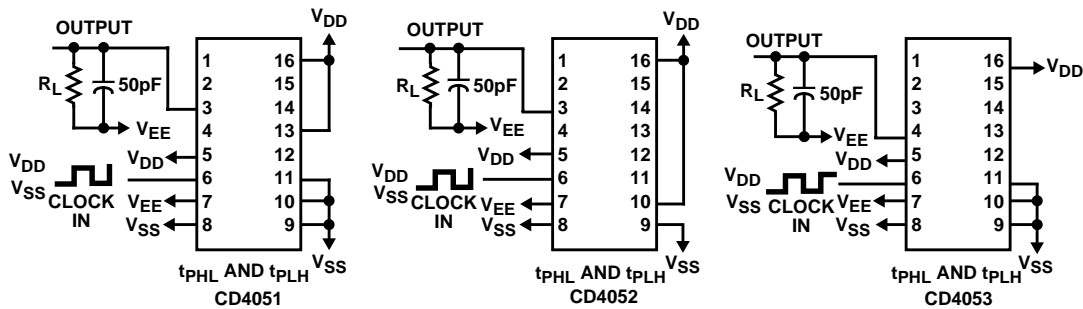 OUTPUT
RL
50pF
VEE
VDD
VSS
CLOCK
IN
VDD
VEE
VSS
1
2
3
4
5
6
7
8
16
15
14
13
12
11
10
9
VDD
VSS
tPHL AND tPLH
CD4051
OUTPUT
RL
50pF
VEE
VDD
VSS
CLOCK
IN
VDD
VEE
VSS
1
2
3
4
5
6
7
8
16
15
14
13
12
11
10
9
VDD
VSS
tPHL AND tPLH
CD4052
OUTPUT
RL
50pF
VEE
VDD
VSS
CLOCK
IN
VDD
VEE
VSS
1
2
3
4
5
6
7
8
16
15
14
13
12
11
10
9
VDD
VSS
tPHL AND tPLH
CD4053